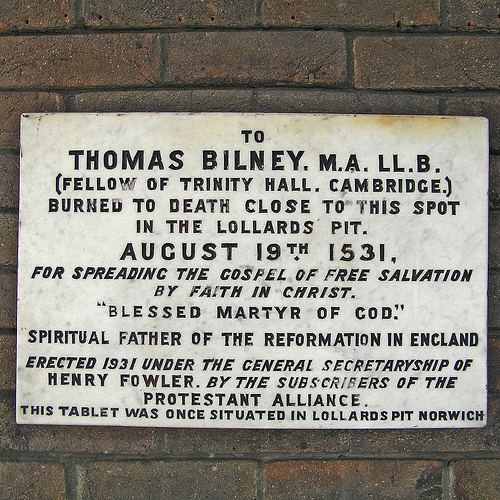 TO
THOMAS BILNEY. M.A. LL.B.
(FELLOW OF TRINITY HALL. CAMBRIDGE.)
BURNED TO DEATH CLOSE TO THIS SPOT
IN THE LOLLARDS PIT.
AUGUST 19TH 1531,
FOR SPREADING THE GOSPEL OF FREE SALVATION
BY FAITH IN CHRIST.
"BLESSED MARTYR OF GOD."
SPIRITUAL FATHER OF THE REFORMATION IN ENGLAND
ERECTED 1931 UNDER THE GENERAL SECRETARYSHIP OF
HENRY FOWLER. BY THE SUBSCRIBERS OF THE
PROTESTANT ALLIANCE.
THIS TABLET WAS ONCE SITUATED IN LOLLARDS PIT NORWICH